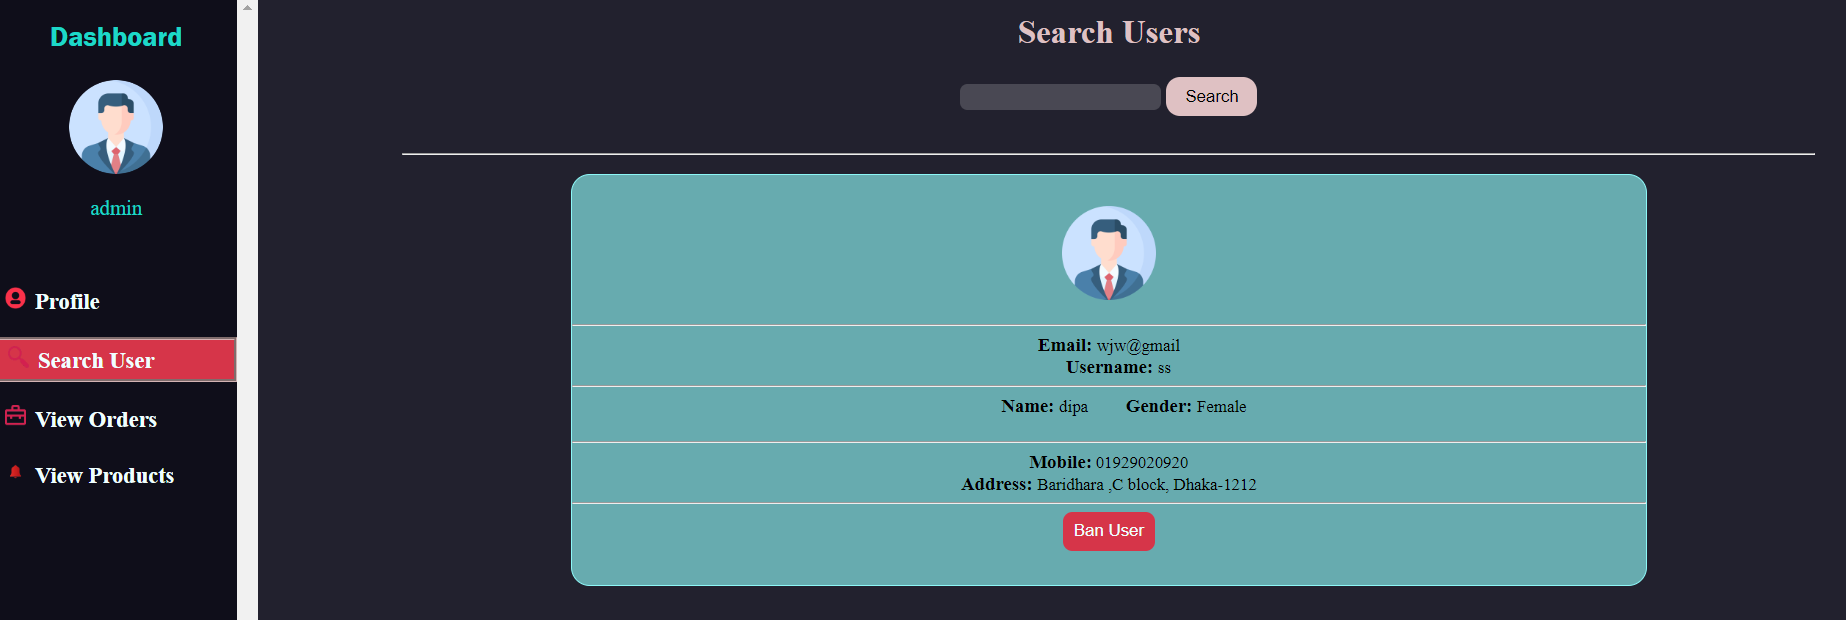 Dashboard
admin
Profile
Search User
View Orders
View Products
Search Users
Search
Email: wjw@gmail
Username: ss
Name: dipa Gender: Female
Mobile: 01929020920
Address: Baridhara ,C block, Dhaka-1212
Ban User